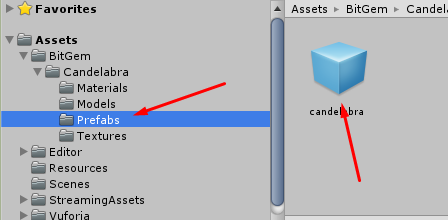 Favorites
Assets
BitGem
Candelabra
Materials
Models
Prefabs
Textures
Editor
Resources
Scenes
StreamingAssets
Vuforia
Assets ▸ BitGem ▸ Candela
candelabra